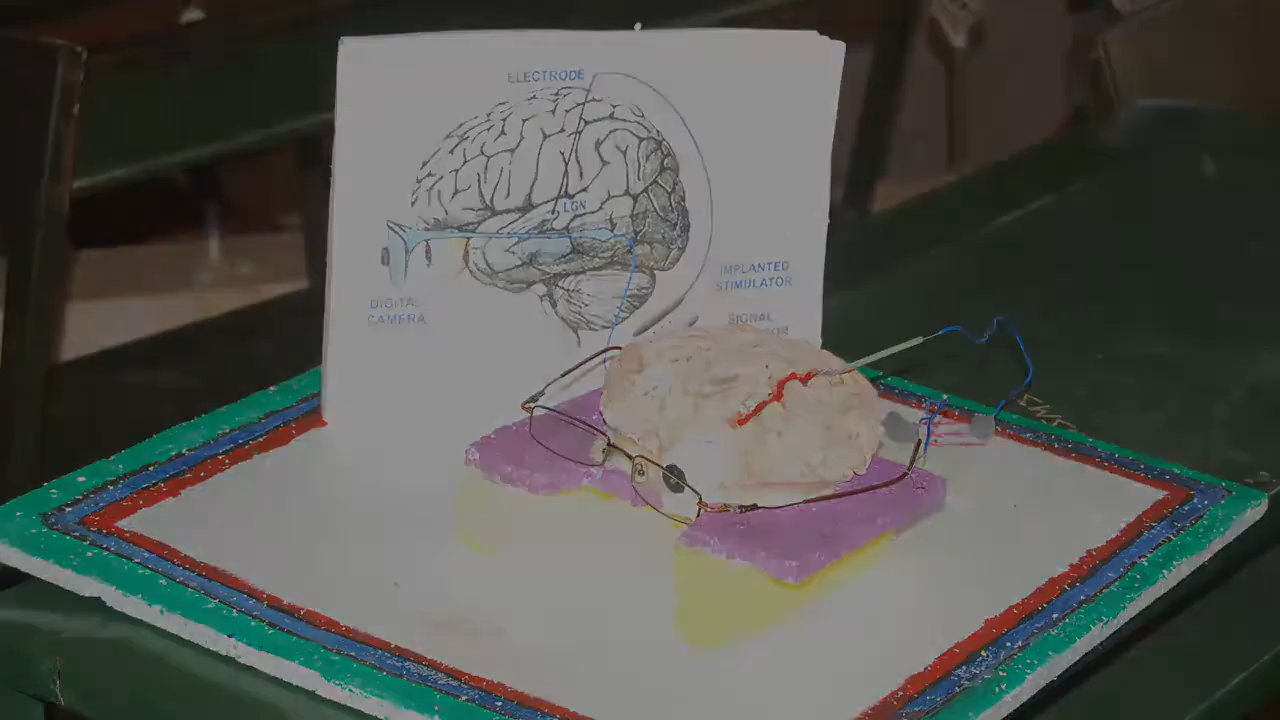 ELECTRODE
LGN
DIGITAL
CAMERA
IMPLANTED
STIMULATOR
SIGNAL